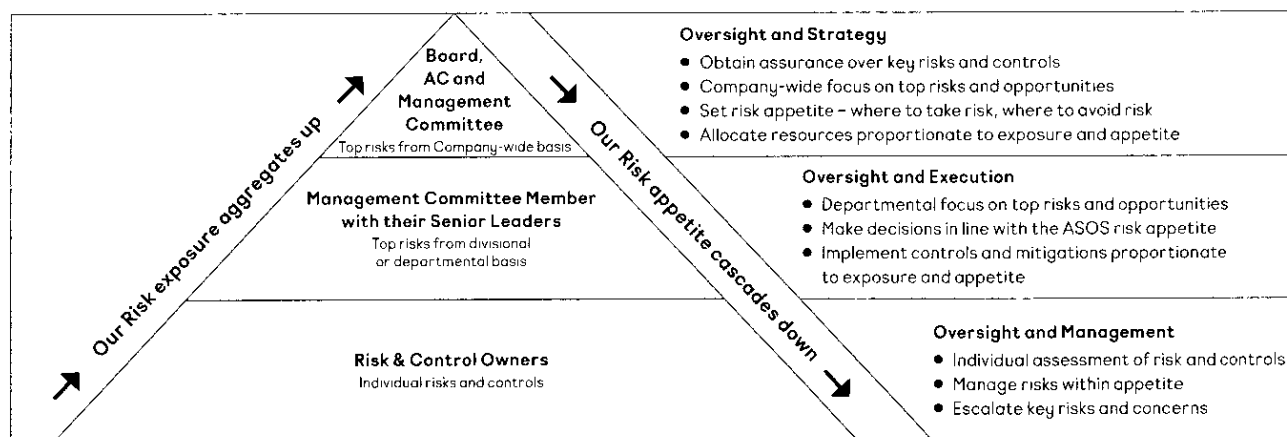 Our Risk exposure aggregates up
Board,
AC and
Management
Committee
Top risks from Company-wide basis
Management Committee Member
with their Senior Leaders
Top risks from divisional
or departmental basis
Risk & Control Owners
Individual risks and controls
Our Risk appetite cascades down
Oversight and Strategy
● Obtain assurance over key risks and controls
● Company-wide focus on top risks and opportunities
● Set risk appetite – where to take risk, where to avoid risk
● Allocate resources proportionate to exposure and appetite
Oversight and Execution
● Departmental focus on top risks and opportunities
● Make decisions in line with the ASOS risk appetite
● Implement controls and mitigations proportionate
to exposure and appetite
Oversight and Management
● Individual assessment of risk and controls
● Manage risks within appetite
● Escalate key risks and concerns